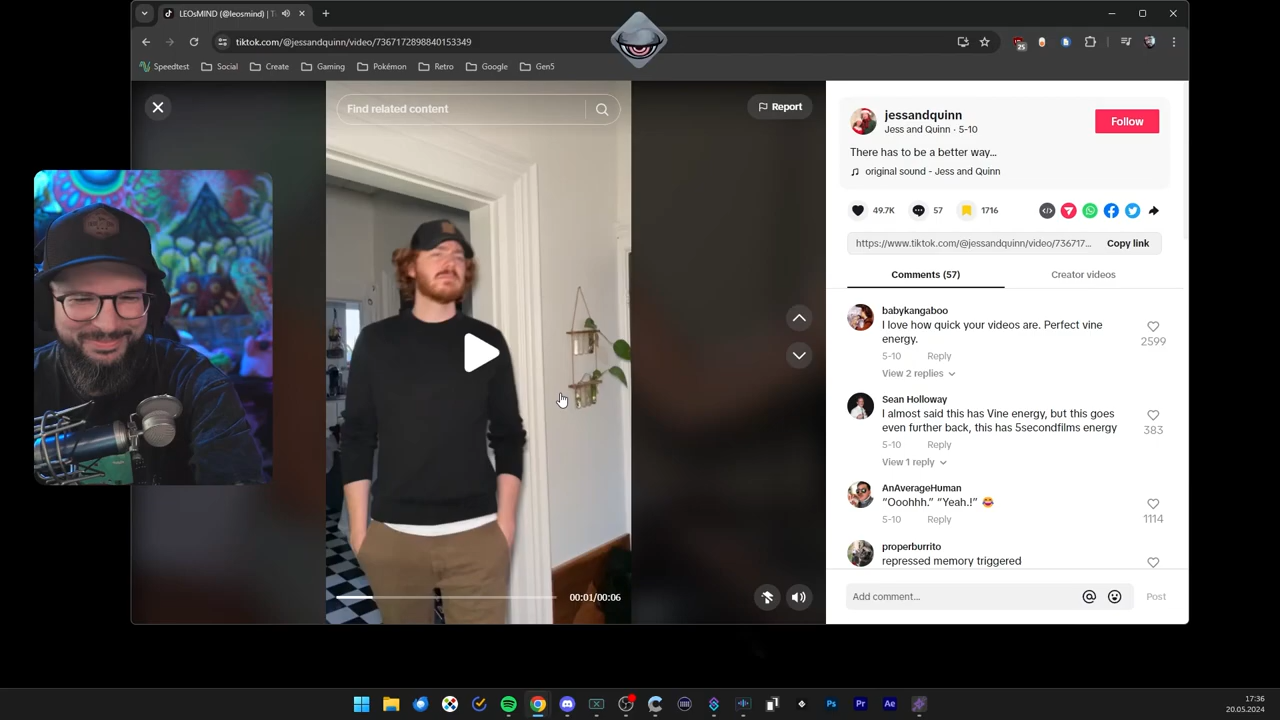 LEOsMIND (@leosmind) | T
tiktok.com/@jessandquinn/video/7367172898840153349
25
Speedtest
Social
Create
Gaming
Pokémon
Retro
Google
Gen5
Find related content
Report
00:01/00:06
jessandquinn
Jess and Quinn · 5-10
Follow
There has to be a better way...
original sound - Jess and Quinn
49.7K
57
1716
https://www.tiktok.com/@jessandquinn/video/736717...
Copy link
Comments (57)
Creator videos
babykangaboo
I love how quick your videos are. Perfect vine
energy.
2599
5-10 Reply
View 2 replies
Sean Holloway
I almost said this has Vine energy, but this goes
even further back, this has 5secondfilms energy
383
5-10 Reply
View 1 reply
AnAverageHuman
“Ooohhh.” “Yeah.!” 😂
1114
5-10 Reply
properburrito
repressed memory triggered
Add comment...
Post
Ps
Pr
Ae
17:36
20.05.2024